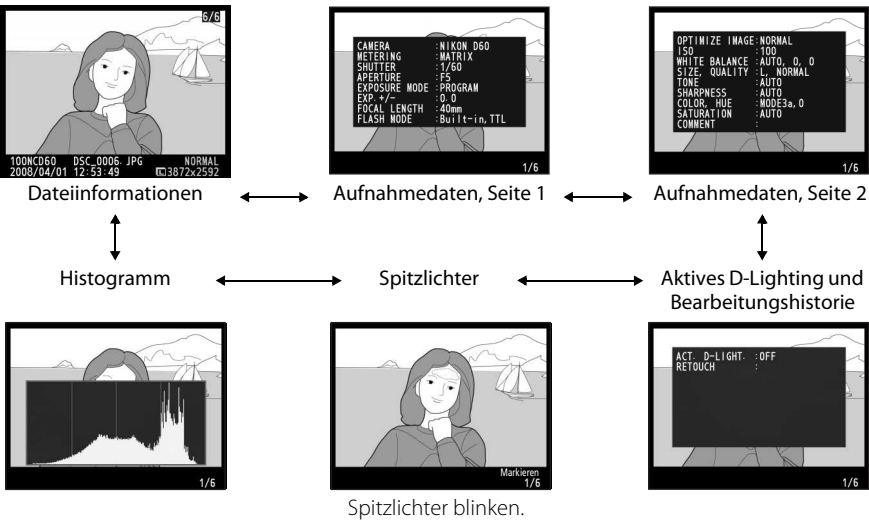 6/6
100NCD60 DSC_0006. JPG NORMAL
2008/04/01 12:53:49 3872x2592
Dateiinformationen
CAMERA :NIKON D60
METERING :MATRIX
SHUTTER :1/60
APERTURE :F5
EXPOSURE MODE :PROGRAM
EXP. +/- :0.0
FOCAL LENGTH :40mm
FLASH MODE :Built-in, TTL
1/6
Aufnahmedaten, Seite 1
OPTIMIZE IMAGE:NORMAL
ISO :100
WHITE BALANCE :AUTO, 0, 0
SIZE, QUALITY :L, NORMAL
TONE :AUTO
SHARPNESS :AUTO
COLOR, HUE :MODE3a, 0
SATURATION :AUTO
COMMENT :
1/6
Aufnahmedaten, Seite 2
Histogramm
Spitzlichter
Aktives D-Lighting und
Bearbeitungshistorie
1/6
Markieren
1/6
Spitzlichter blinken.
ACT. D-LIGHT. :OFF
RETOUCH :
1/6